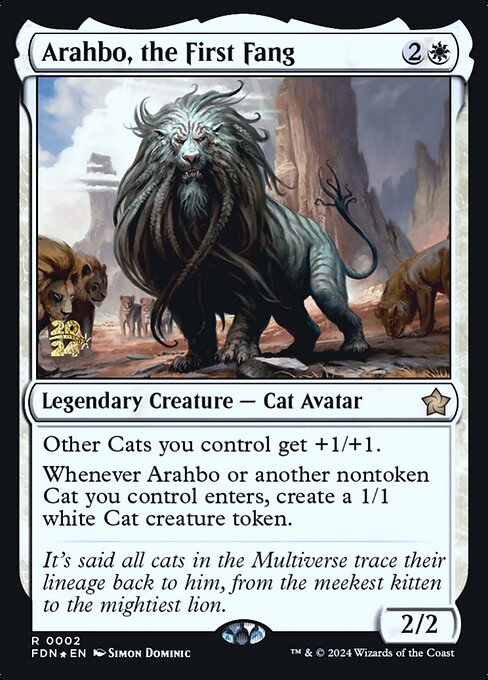 Arahbo, the First Fang 2
2024
Legendary Creature — Cat Avatar
Other Cats you control get +1/+1.
Whenever Arahbo or another nontoken
Cat you control enters, create a 1/1
white Cat creature token.
It's said all cats in the Multiverse trace their
lineage back to him, from the meekest kitten
to the mightiest lion.
2/2
R 0002
FDN★EN Simon Dominic
™ & © 2024 Wizards of the Coast